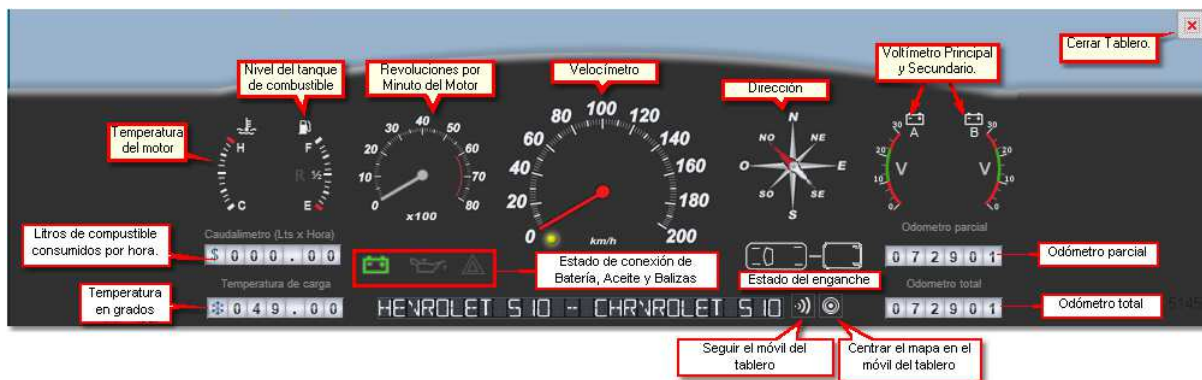 Cerrar Tablero.
Voltímetro Principal
y Secundario.
Nivel del tanque
de combustible
Revoluciones por
Minuto del Motor
Velocímetro
Dirección
Temperatura
del motor
H
C
F
R ½
E
0 10 20 30 40 50 60 70 80
x100
0 20 40 60 80 100 120 140 160 180 200
km/h
N
NO NE
O E
SO SE
S
A
30
20
10
0
V
B
30
20
10
0
V
Litros de compustible
consumidos por hora.
Caudalimetro (Lts x Hora)
$ 0 0 0 . 0 0
Estado de conexión de
Batería, Aceite y Balizas
Estado del enganche
Odometro parcial
0 7 2 9 0 1
Odómetro parcial
Temperatura
en grados
Temperatura de carga
0 4 9 . 0 0
HEVROLET S10 -- CHRVROLET S10
Odometro total
0 7 2 9 0 1
Odómetro total
Seguir el móvil del
tablero
Centrar el mapa en el
móvil del tablero